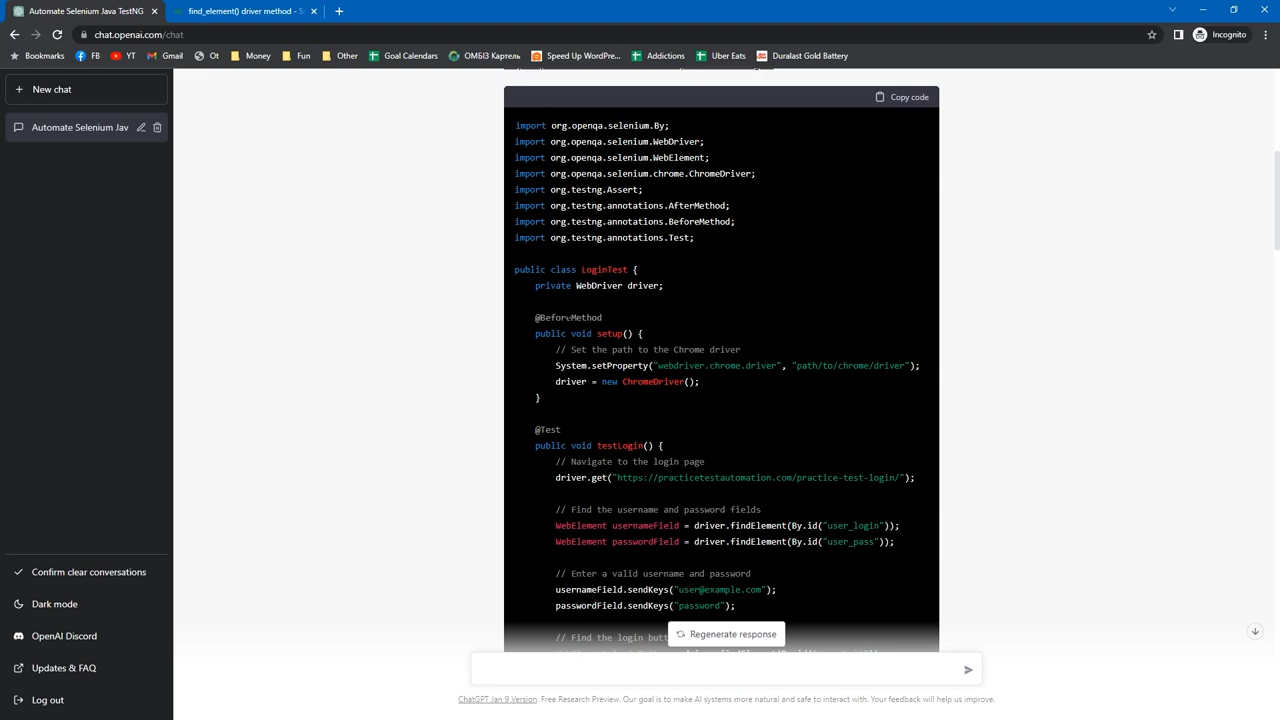 Automate Selenium Java TestNG
find_element() driver method - S
chat.openai.com/chat
Incognito
Bookmarks
FB
YT
Gmail
Ot
Money
Fun
Other
Goal Calendars
ОМБІЗ Картель
Speed Up WordPre...
Addictions
Uber Eats
Duralast Gold Battery
New chat
Automate Selenium Jav
Confirm clear conversations
Dark mode
OpenAI Discord
Updates & FAQ
Log out
Copy code
import org.openqa.selenium.By;
import org.openqa.selenium.WebDriver;
import org.openqa.selenium.WebElement;
import org.openqa.selenium.chrome.ChromeDriver;
import org.testng.Assert;
import org.testng.annotations.AfterMethod;
import org.testng.annotations.BeforeMethod;
import org.testng.annotations.Test;
public class LoginTest {
private WebDriver driver;
@BeforeMethod
public void setup() {
// Set the path to the Chrome driver
System.setProperty("webdriver.chrome.driver", "path/to/chrome/driver");
driver = new ChromeDriver();
}
@Test
public void testLogin() {
// Navigate to the login page
driver.get("https://practicetestautomation.com/practice-test-login/");
// Find the username and password fields
WebElement usernameField = driver.findElement(By.id("user_login"));
WebElement passwordField = driver.findElement(By.id("user_pass"));
// Enter a valid username and password
usernameField.sendKeys("user@example.com");
passwordField.sendKeys("password");
// Find the login butt
Regenerate response
ChatGPT Jan 9 Version. Free Research Preview. Our goal is to make AI systems more natural and safe to interact with. Your feedback will help us improve.